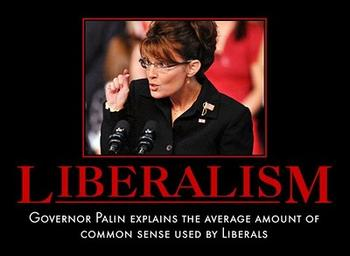 LIBERALISM
GOVERNOR PALIN EXPLAINS THE AVERAGE AMOUNT OF
COMMON SENSE USED BY LIBERALS